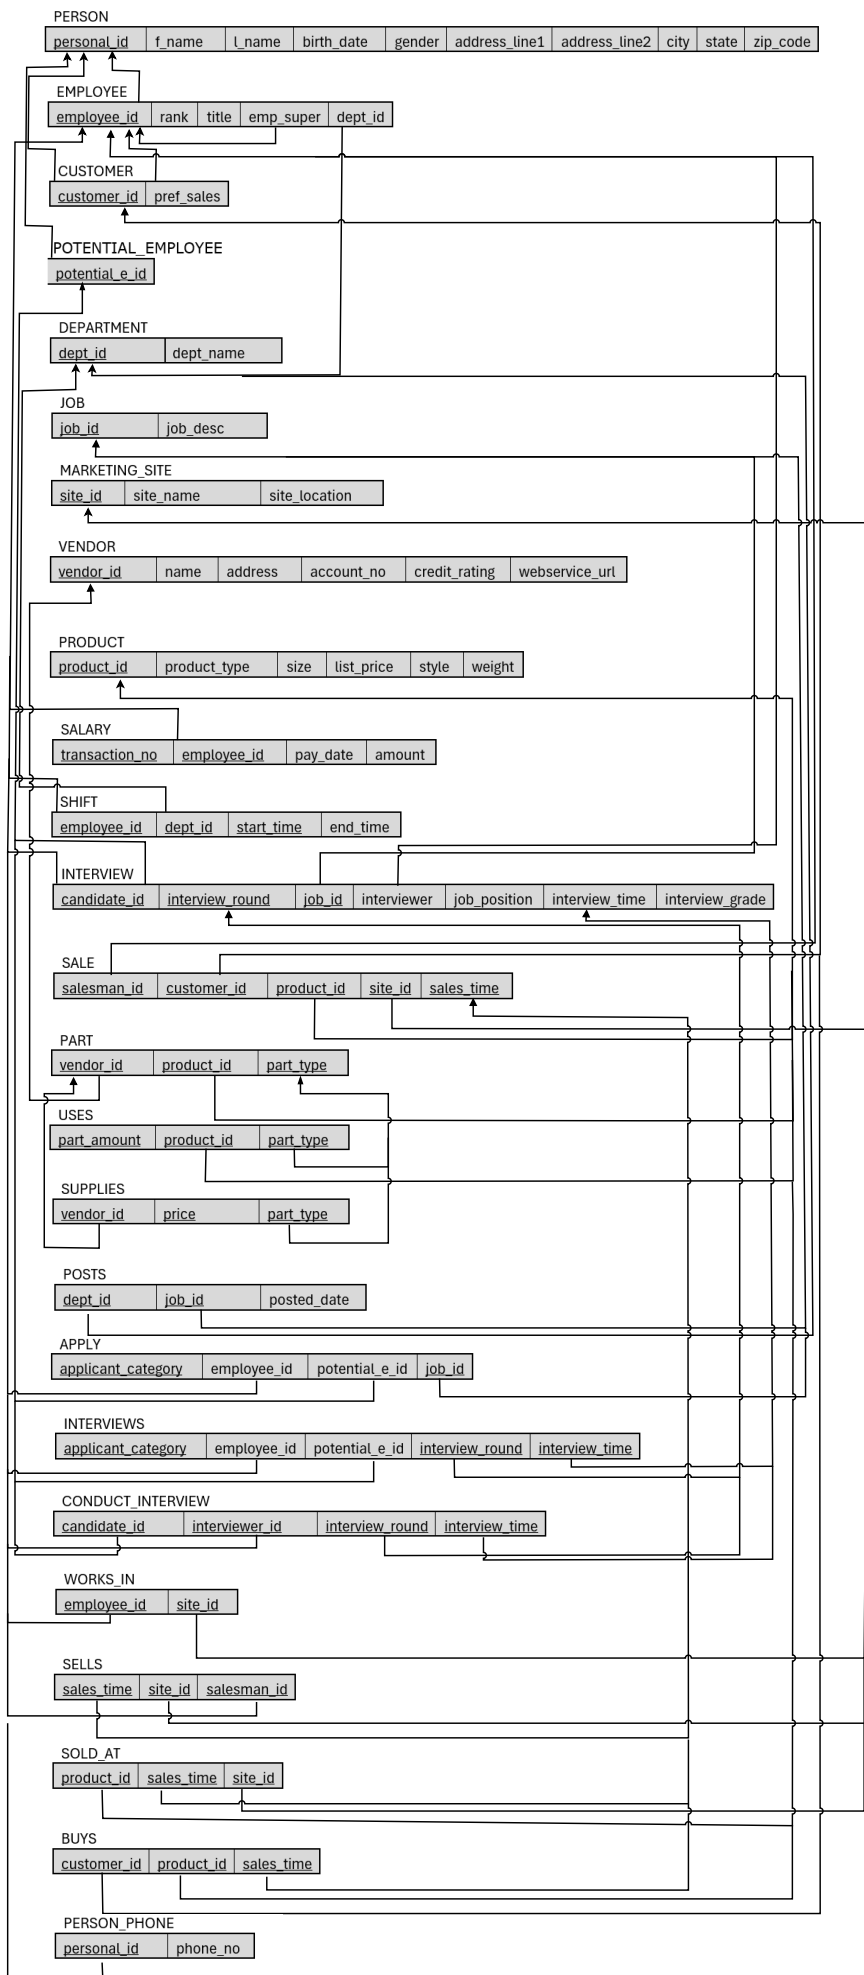 PERSON
personal_id f_name l_name birth_date gender address_line1 address_line2 city state zip_code
EMPLOYEE
employee_id rank title emp_super dept_id
CUSTOMER
customer_id pref_sales
POTENTIAL_EMPLOYEE
potential_e_id
DEPARTMENT
dept_id dept_name
JOB
job_id job_desc
MARKETING_SITE
site_id site_name site_location
VENDOR
vendor_id name address account_no credit_rating webservice_url
PRODUCT
product_id product_type size list_price style weight
SALARY
transaction_no employee_id pay_date amount
SHIFT
employee_id dept_id start_time end_time
INTERVIEW
candidate_id interview_round job_id interviewer job_position interview_time interview_grade
SALE
salesman_id customer_id product_id site_id sales_time
PART
vendor_id product_id part_type
USES
part_amount product_id part_type
SUPPLIES
vendor_id price part_type
POSTS
dept_id job_id posted_date
APPLY
applicant_category employee_id potential_e_id job_id
INTERVIEWS
applicant_category employee_id potential_e_id interview_round interview_time
CONDUCT_INTERVIEW
candidate_id interviewer_id interview_round interview_time
WORKS_IN
employee_id site_id
SELLS
sales_time site_id salesman_id
SOLD_AT
product_id sales_time site_id
BUYS
customer_id product_id sales_time
PERSON_PHONE
personal_id phone_no